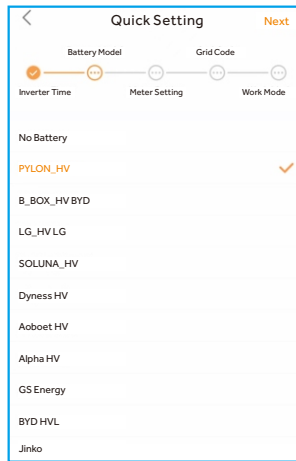 Quick Setting Next
Battery Model Grid Code
Inverter Time Meter Setting Work Mode
No Battery
PYLON_HV
B_BOX_HV BYD
LG_HV LG
SOLUNA_HV
Dyness HV
Aoboet HV
Alpha HV
GS Energy
BYD HVL
Jinko